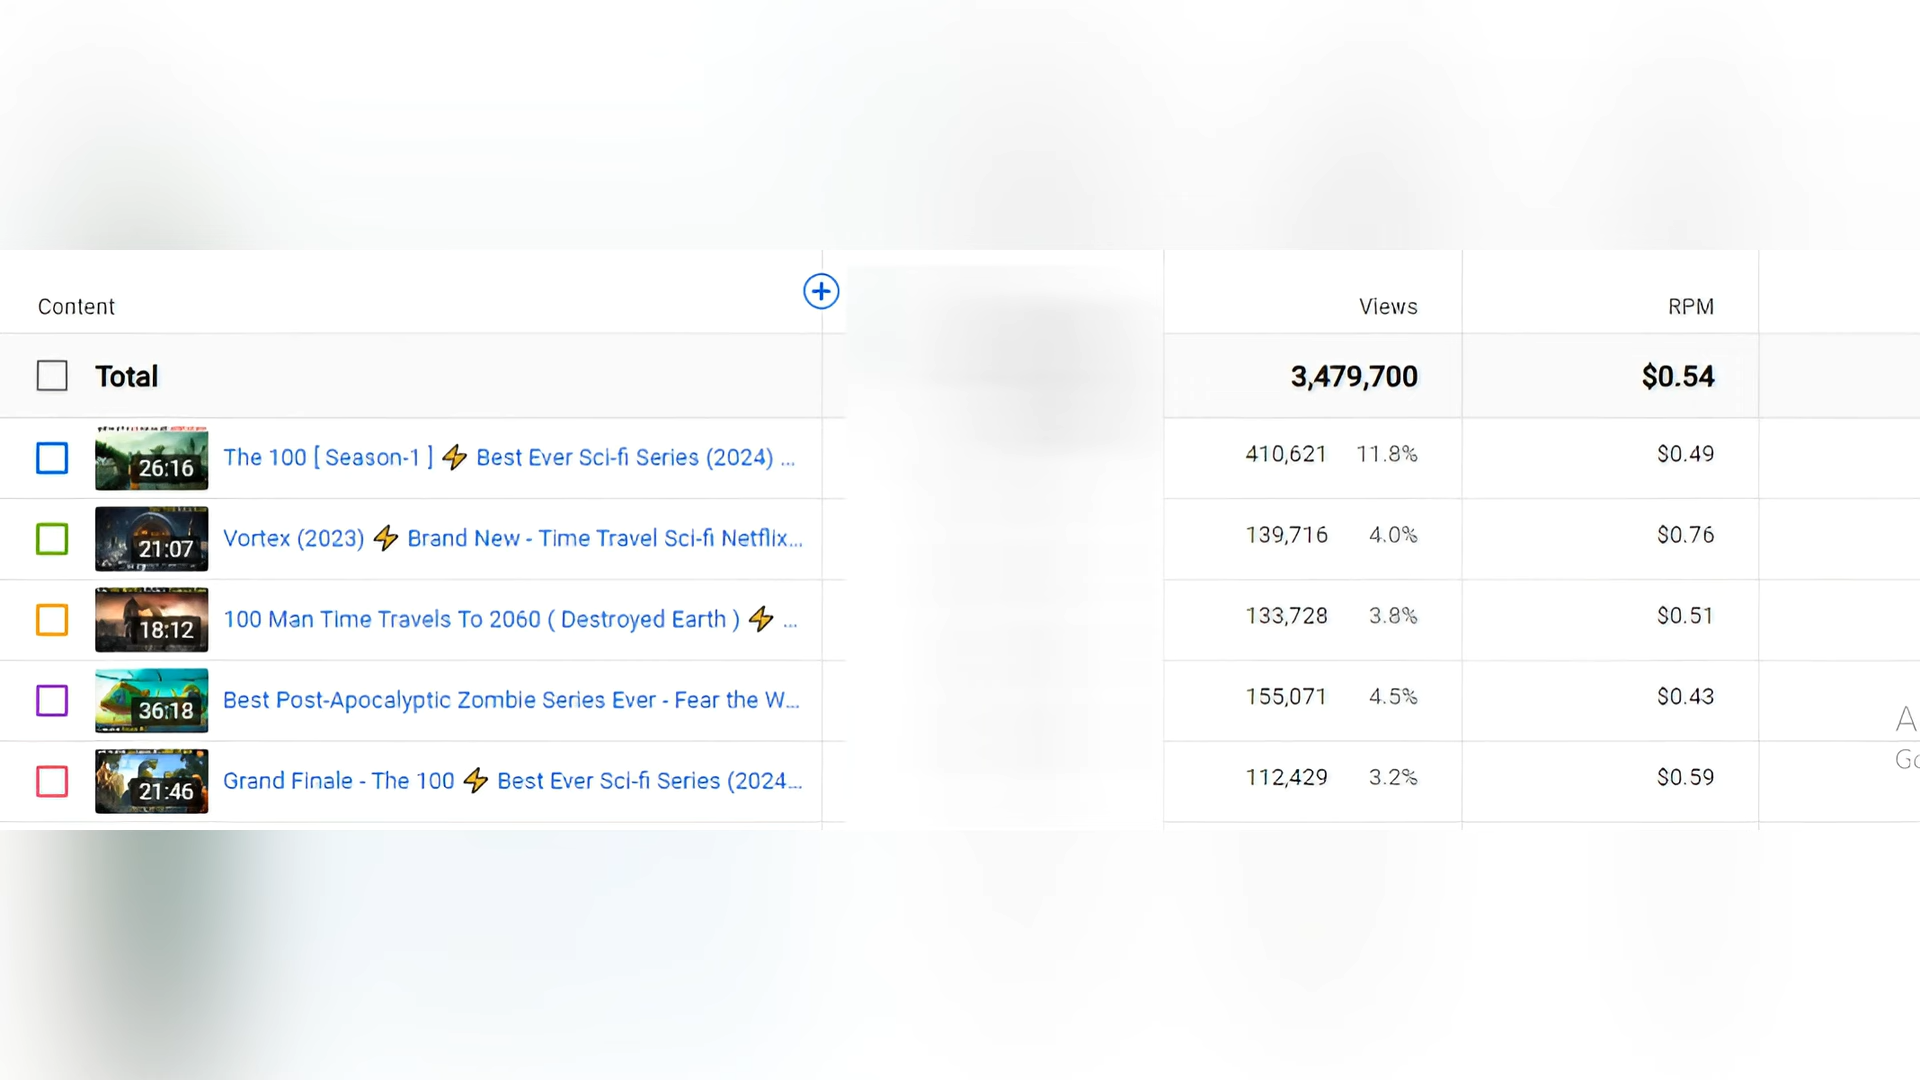 Content
Views
RPM
Total
3,479,700
$0.54
26:16
The 100 [ Season-1 ] ⚡ Best Ever Sci-fi Series (2024) ...
410,621 11.8%
$0.49
21:07
Vortex (2023) ⚡ Brand New - Time Travel Sci-fi Netflix...
139,716 4.0%
$0.76
18:12
100 Man Time Travels To 2060 ( Destroyed Earth ) ⚡ ...
133,728 3.8%
$0.51
36:18
Best Post-Apocalyptic Zombie Series Ever - Fear the W...
155,071 4.5%
$0.43
21:46
Grand Finale - The 100 ⚡ Best Ever Sci-fi Series (2024...
112,429 3.2%
$0.59